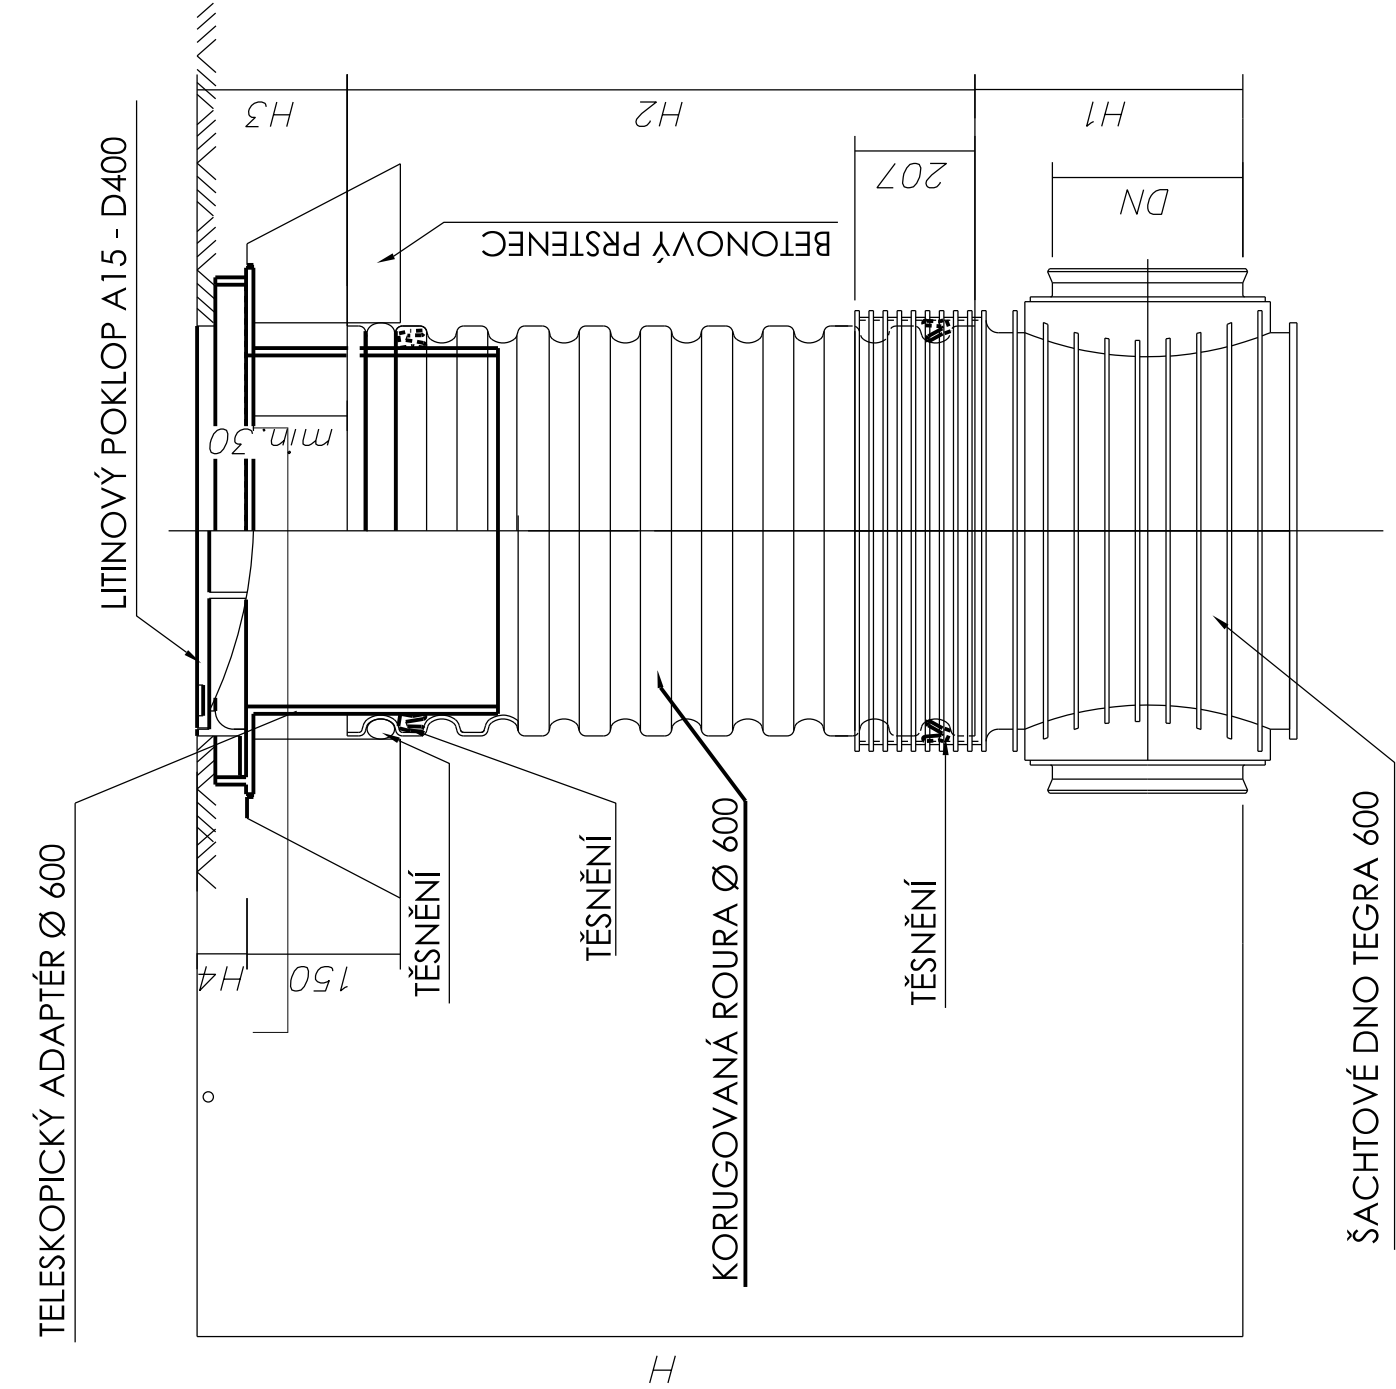 LITINOVÝ POKLOP A15 - D400
TELESKOPICKÝ ADAPTÉR Ø 600
BETONOVÝ PRSTENEC
TĚSNĚNÍ
TĚSNĚNÍ
KORUGOVANÁ ROURA Ø 600
TĚSNĚNÍ
ŠACHTOVÉ DNO TEGRA 600
H3
H2
H1
207
DN
min.30
H4
150
H